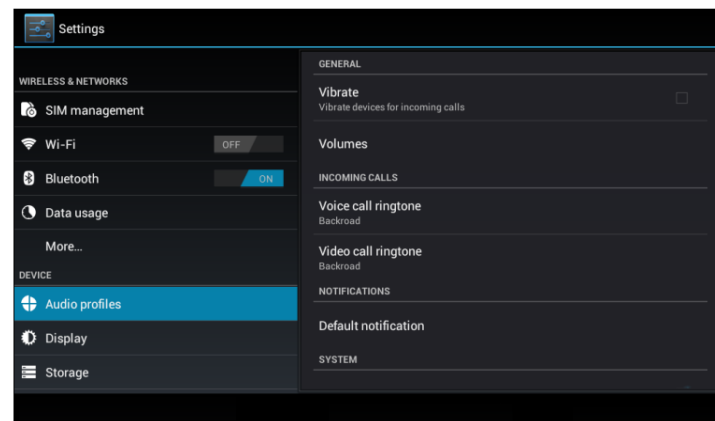 Settings
WIRELESS & NETWORKS
SIM management
Wi-Fi
OFF
Bluetooth
ON
Data usage
More...
DEVICE
Audio profiles
Display
Storage
GENERAL
Vibrate
Vibrate devices for incoming calls
Volumes
INCOMING CALLS
Voice call ringtone
Backroad
Video call ringtone
Backroad
NOTIFICATIONS
Default notification
SYSTEM